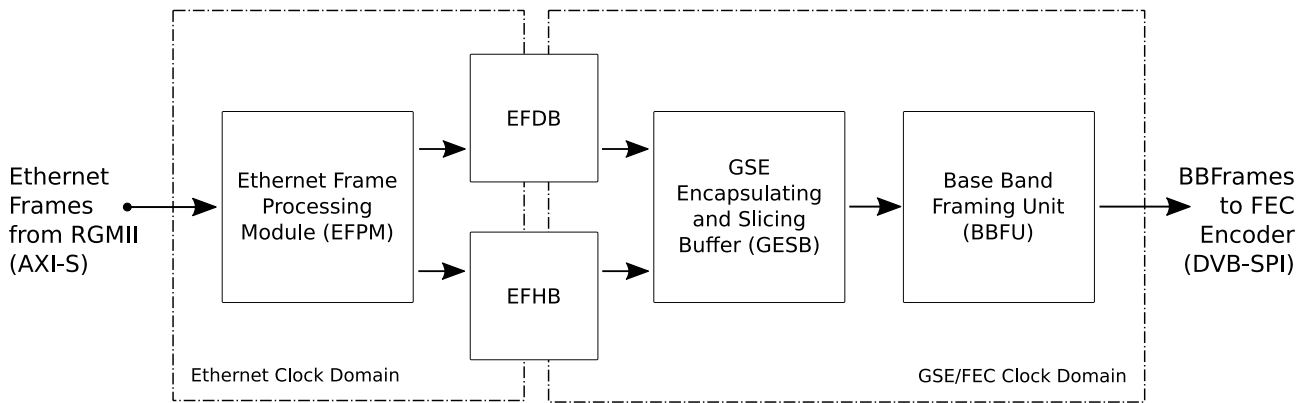 Ethernet
Frames
from RGMII
(AXI-S)
Ethernet Frame
Processing
Module (EFPM)
EFDB
EFHB
GSE
Encapsulating
and Slicing
Buffer (GESB)
Base Band
Framing Unit
(BBFU)
BBFrames
to FEC
Encoder
(DVB-SPI)
Ethernet Clock Domain
GSE/FEC Clock Domain